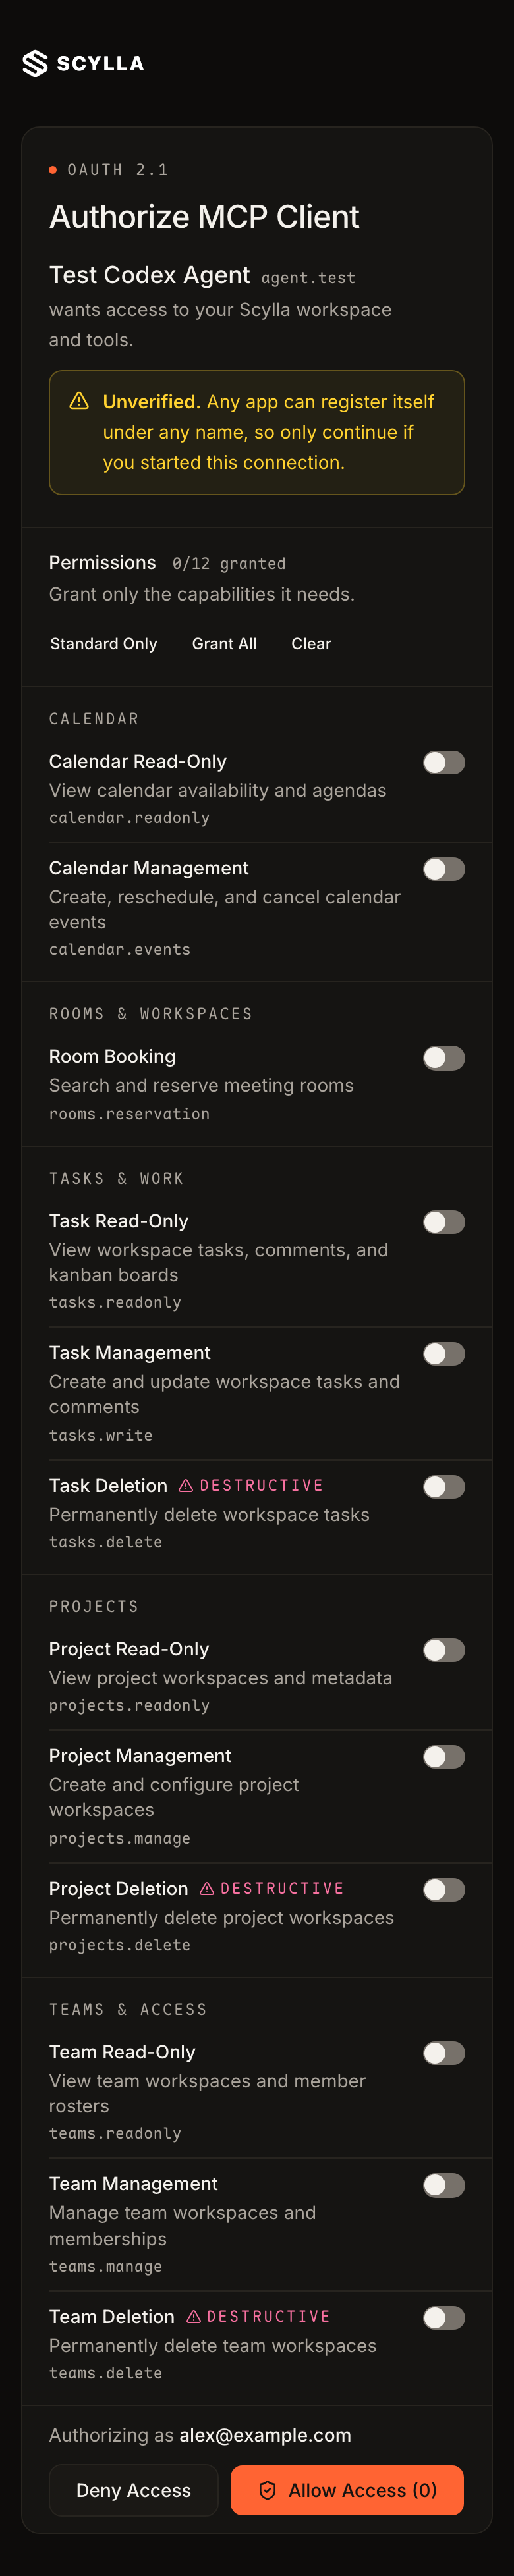 SCYLLA
OAUTH 2.1
Authorize MCP Client
Test Codex Agent agent.test
wants access to your Scylla workspace
and tools.
Unverified. Any app can register itself
under any name, so only continue if
you started this connection.
Permissions 0/12 granted
Grant only the capabilities it needs.
Standard Only Grant All Clear
CALENDAR
Calendar Read-Only
View calendar availability and agendas
calendar.readonly
Calendar Management
Create, reschedule, and cancel calendar
events
calendar.events
ROOMS & WORKSPACES
Room Booking
Search and reserve meeting rooms
rooms.reservation
TASKS & WORK
Task Read-Only
View workspace tasks, comments, and
kanban boards
tasks.readonly
Task Management
Create and update workspace tasks and
comments
tasks.write
Task Deletion DESTRUCTIVE
Permanently delete workspace tasks
tasks.delete
PROJECTS
Project Read-Only
View project workspaces and metadata
projects.readonly
Project Management
Create and configure project
workspaces
projects.manage
Project Deletion DESTRUCTIVE
Permanently delete project workspaces
projects.delete
TEAMS & ACCESS
Team Read-Only
View team workspaces and member
rosters
teams.readonly
Team Management
Manage team workspaces and
memberships
teams.manage
Team Deletion DESTRUCTIVE
Permanently delete team workspaces
teams.delete
Authorizing as alex@example.com
Deny Access Allow Access (0)